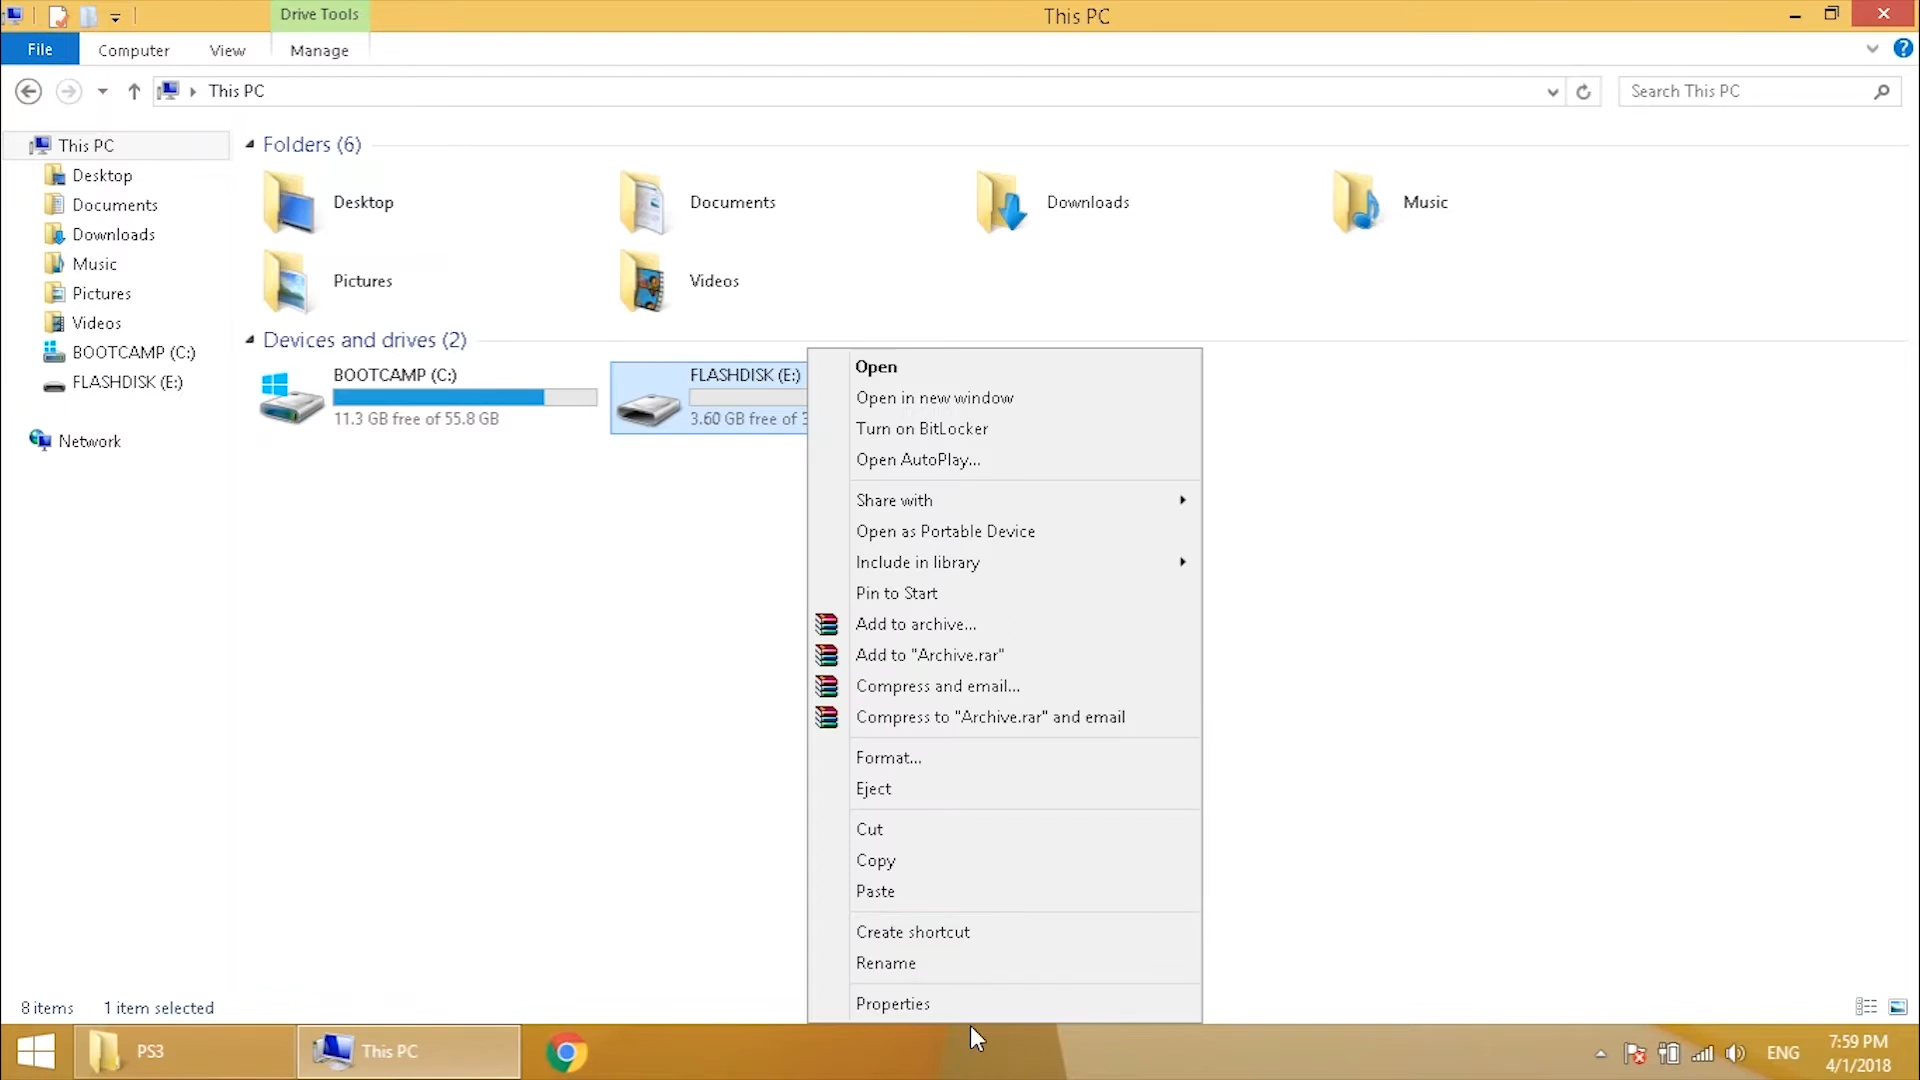 Drive Tools
This PC
File
Computer
View
Manage
This PC
Search This PC
This PC
Desktop
Documents
Downloads
Music
Pictures
Videos
BOOTCAMP (C:)
FLASHDISK (E:)
Network
Folders (6)
Desktop
Documents
Downloads
Music
Pictures
Videos
Devices and drives (2)
BOOTCAMP (C:)
11.3 GB free of 55.8 GB
FLASHDISK (E:)
3.60 GB free of
Open
Open in new window
Turn on BitLocker
Open AutoPlay...
Share with
Open as Portable Device
Include in library
Pin to Start
Add to archive...
Add to "Archive.rar"
Compress and email...
Compress to "Archive.rar" and email
Format...
Eject
Cut
Copy
Paste
Create shortcut
Rename
Properties
8 items
1 item selected
PS3
This PC
ENG
7:59 PM
4/1/2018